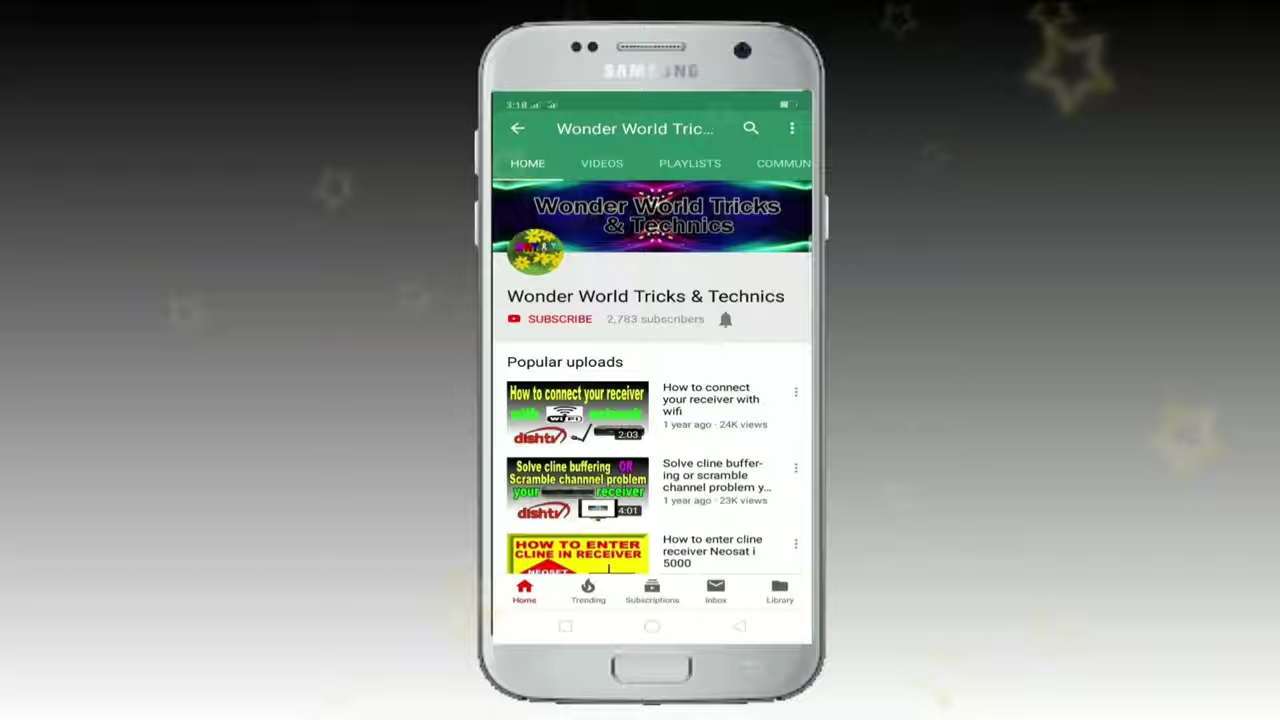 SAMSUNG
3:18
Wonder World Tric...
HOME VIDEOS PLAYLISTS COMMUN
Wonder World Tricks
& Technics
Wonder World Tricks & Technics
SUBSCRIBE 2,783 subscribers
Popular uploads
How to connect your receiver
with WiFi network
dishtv 2:03
How to connect
your receiver with
wifi
1 year ago · 24K views
Solve cline buffering OR
Scramble channnel problem
your receiver
dishtv 4:01
Solve cline buffer-
ing or scramble
channel problem y...
1 year ago · 23K views
HOW TO ENTER
CLINE IN RECEIVER
NEOSET
How to enter cline
receiver Neosat i
5000
Home Trending Subscriptions Inbox Library